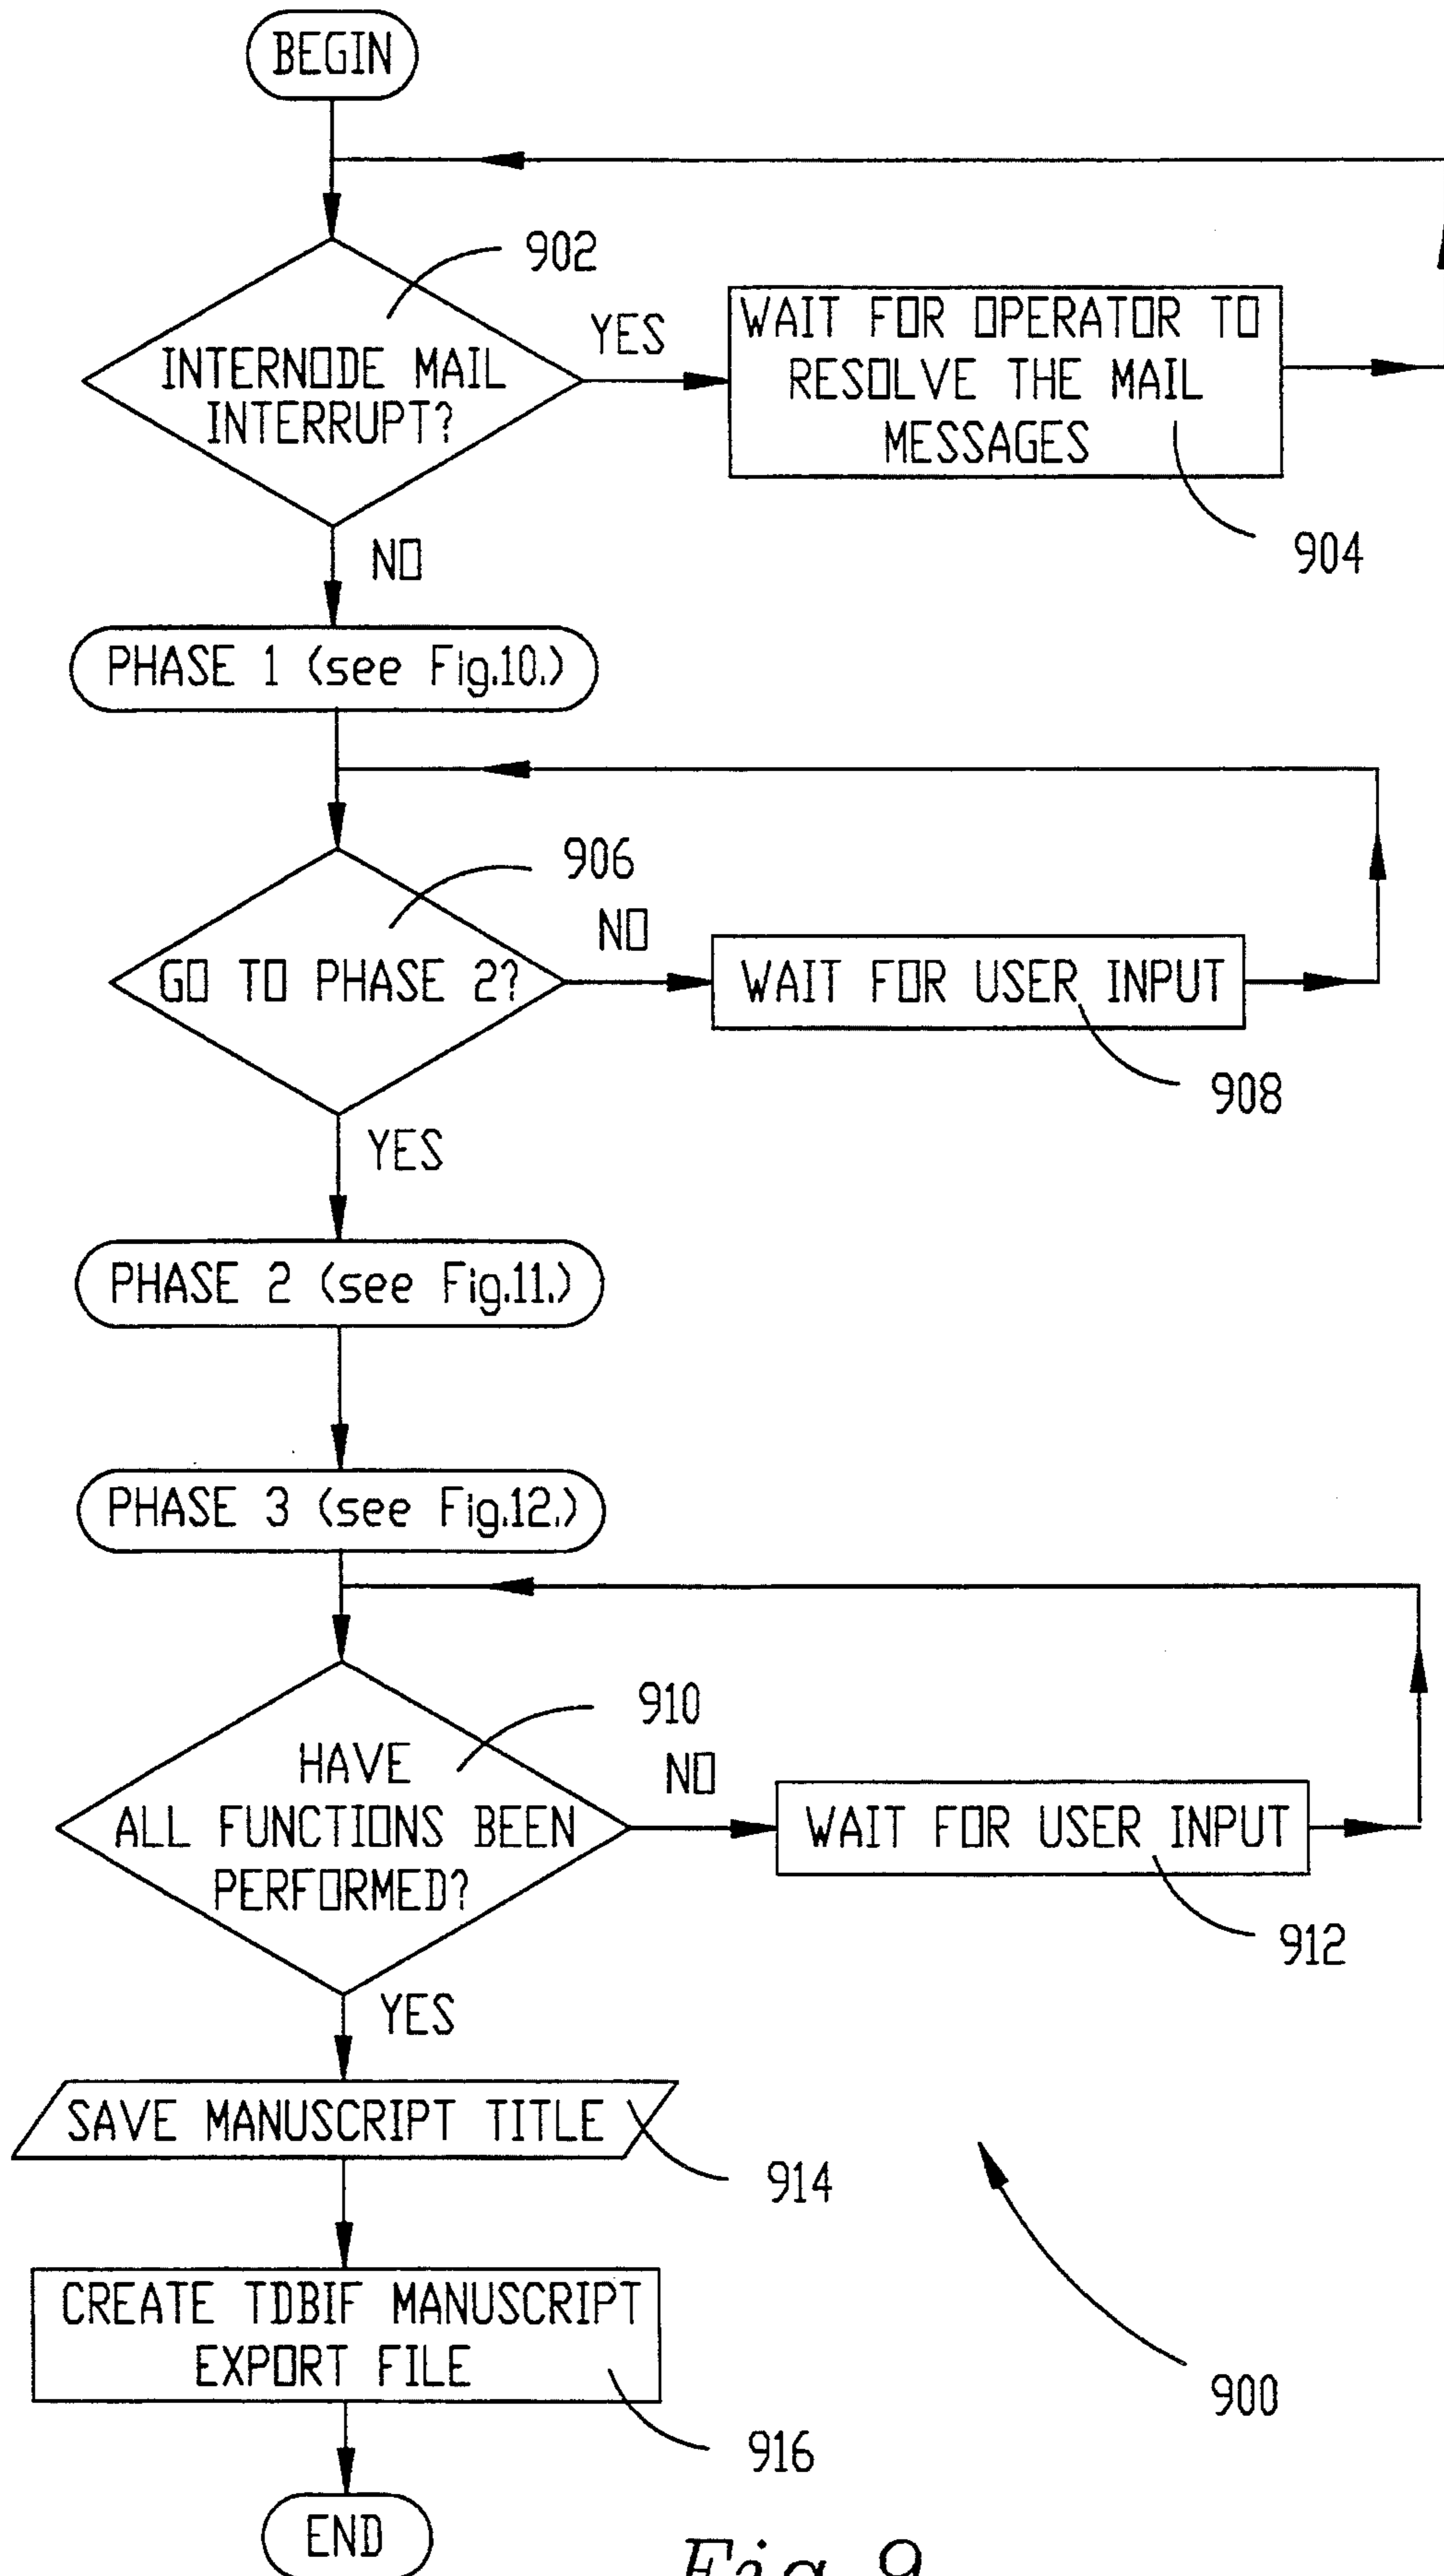 BEGIN
902
INTERNODE MAIL
INTERRUPT?
YES
WAIT FOR OPERATOR TO
RESOLVE THE MAIL
MESSAGES
904
NO
PHASE 1 (see Fig.10.)
906
GO TO PHASE 2?
NO
WAIT FOR USER INPUT
908
YES
PHASE 2 (see Fig.11.)
PHASE 3 (see Fig.12.)
910
HAVE
ALL FUNCTIONS BEEN
PERFORMED?
NO
WAIT FOR USER INPUT
912
YES
SAVE MANUSCRIPT TITLE
914
CREATE TDBIF MANUSCRIPT
EXPORT FILE
916
900
END
Fig. 9